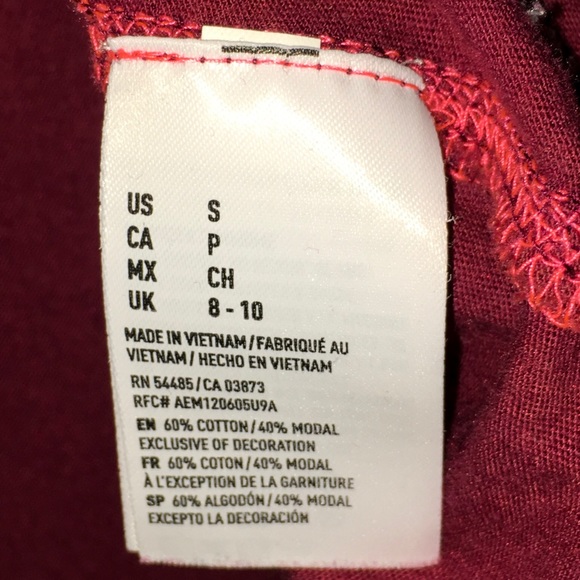 US S
CA P
MX CH
UK 8 - 10
MADE IN VIETNAM / FABRIQUÉ AU
VIETNAM / HECHO EN VIETNAM
RN 54485 / CA 03873
RFC# AEM120605U9A
EN 60% COTTON / 40% MODAL
EXCLUSIVE OF DECORATION
FR 60% COTON / 40% MODAL
À L'EXCEPTION DE LA GARNITURE
SP 60% ALGODÓN / 40% MODAL
EXCEPTO LA DECORACIÓN